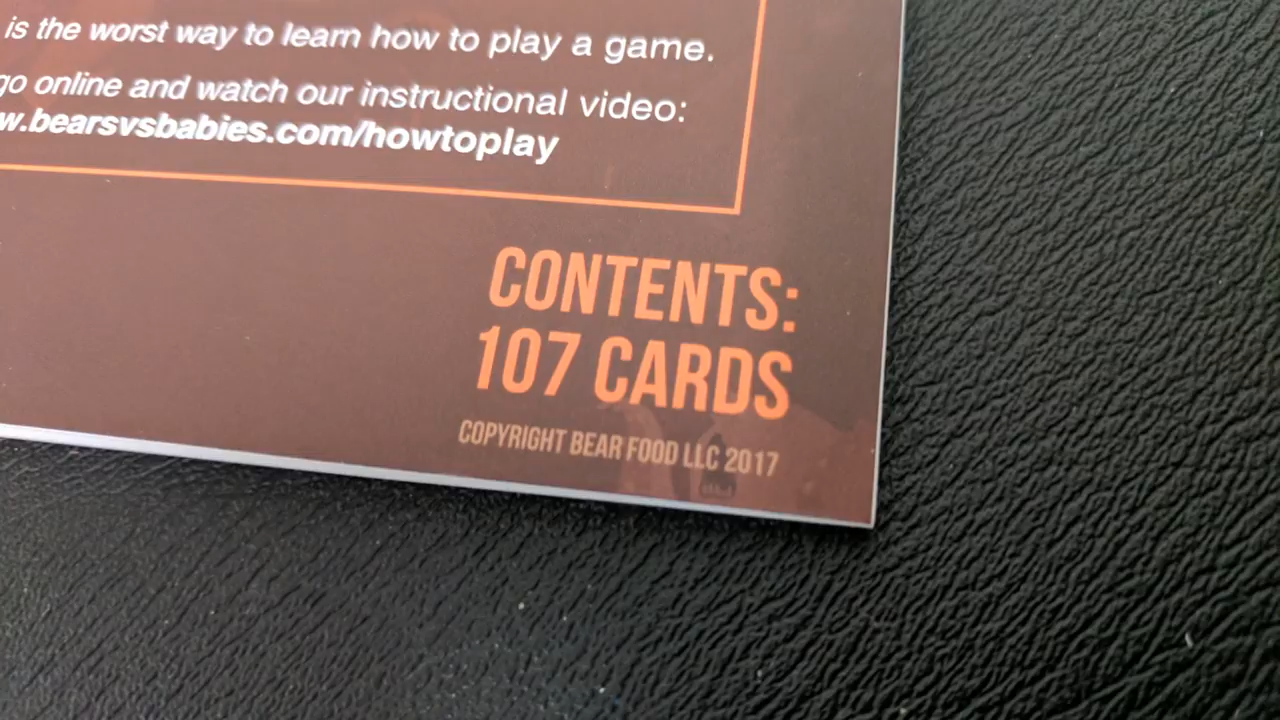 is the worst way to learn how to play a game.
go online and watch our instructional video:
w.bearsvsbabies.com/howtoplay
CONTENTS:
107 CARDS
COPYRIGHT BEAR FOOD LLC 2017